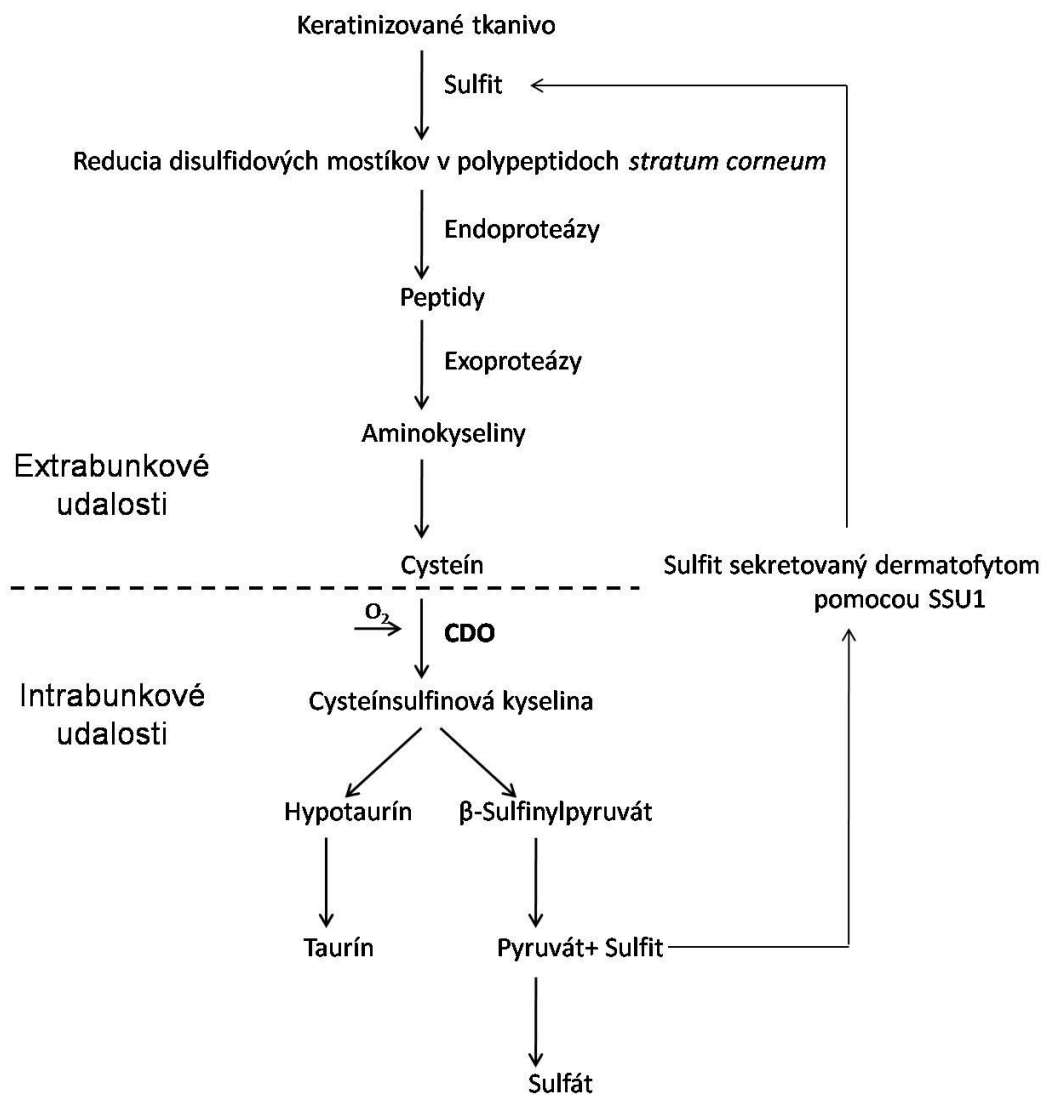 Keratinizované tkanivo
Sulfit
Reducia disulfidových mostíkov v polypeptidoch stratum corneum
Endoproteázy
Peptidy
Exoproteázy
Aminokyseliny
Extrabunkové
udalosti
Cysteín
Sulfit sekretovaný dermatofytom
pomocou SSU1
O₂
CDO
Intrabunkové
udalosti
Cysteínsulfinová kyselina
Hypotaurín
β-Sulfinylpyruvát
Taurín
Pyruvát+ Sulfit
Sulfát